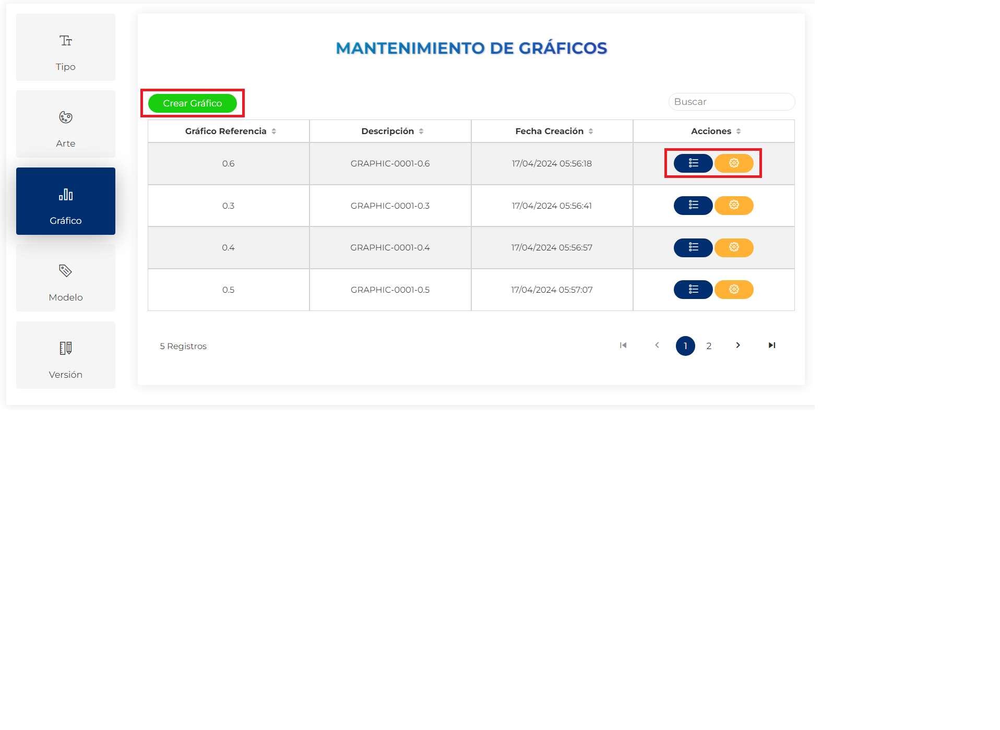 Tipo
Arte
Gráfico
Modelo
Versión
MANTENIMIENTO DE GRÁFICOS
Crear Gráfico
Buscar
Gráfico Referencia Descripción Fecha Creación Acciones
0.6 GRAPHIC-0001-0.6 17/04/2024 05:56:18
0.3 GRAPHIC-0001-0.3 17/04/2024 05:56:41
0.4 GRAPHIC-0001-0.4 17/04/2024 05:56:57
0.5 GRAPHIC-0001-0.5 17/04/2024 05:57:07
5 Registros 1 2